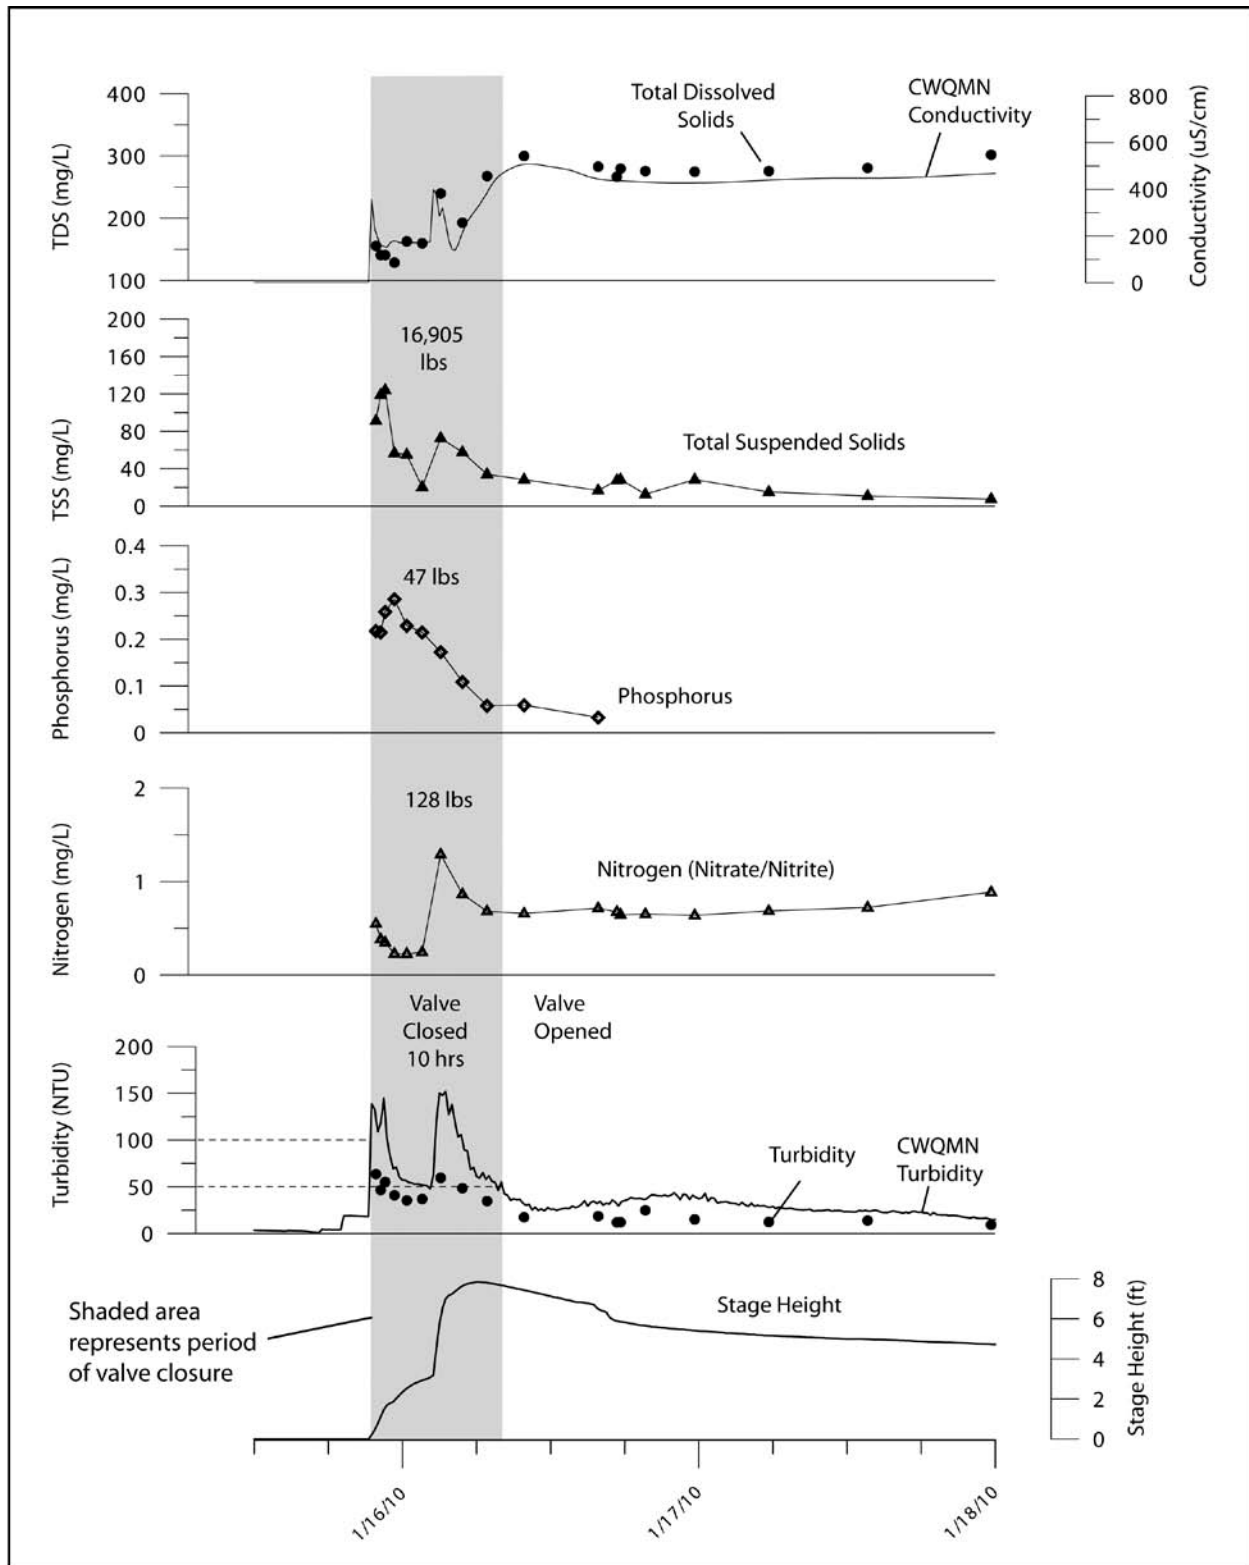 400
300
200
100
TDS (mg/L)
Total Dissolved
Solids
CWQMN
Conductivity
800
600
400
200
0
Conductivity (uS/cm)
200
160
120
80
40
0
TSS (mg/L)
16,905
lbs
Total Suspended Solids
0.4
0.3
0.2
0.1
0
Phosphorus (mg/L)
47 lbs
Phosphorus
2
1
0
Nitrogen (mg/L)
128 lbs
Nitrogen (Nitrate/Nitrite)
Valve
Closed
10 hrs
Valve
Opened
200
150
100
50
0
Turbidity (NTU)
Turbidity
CWQMN
Turbidity
Shaded area
represents period
of valve closure
Stage Height
8
6
4
2
0
Stage Height (ft)
1/16/10
1/17/10
1/18/10